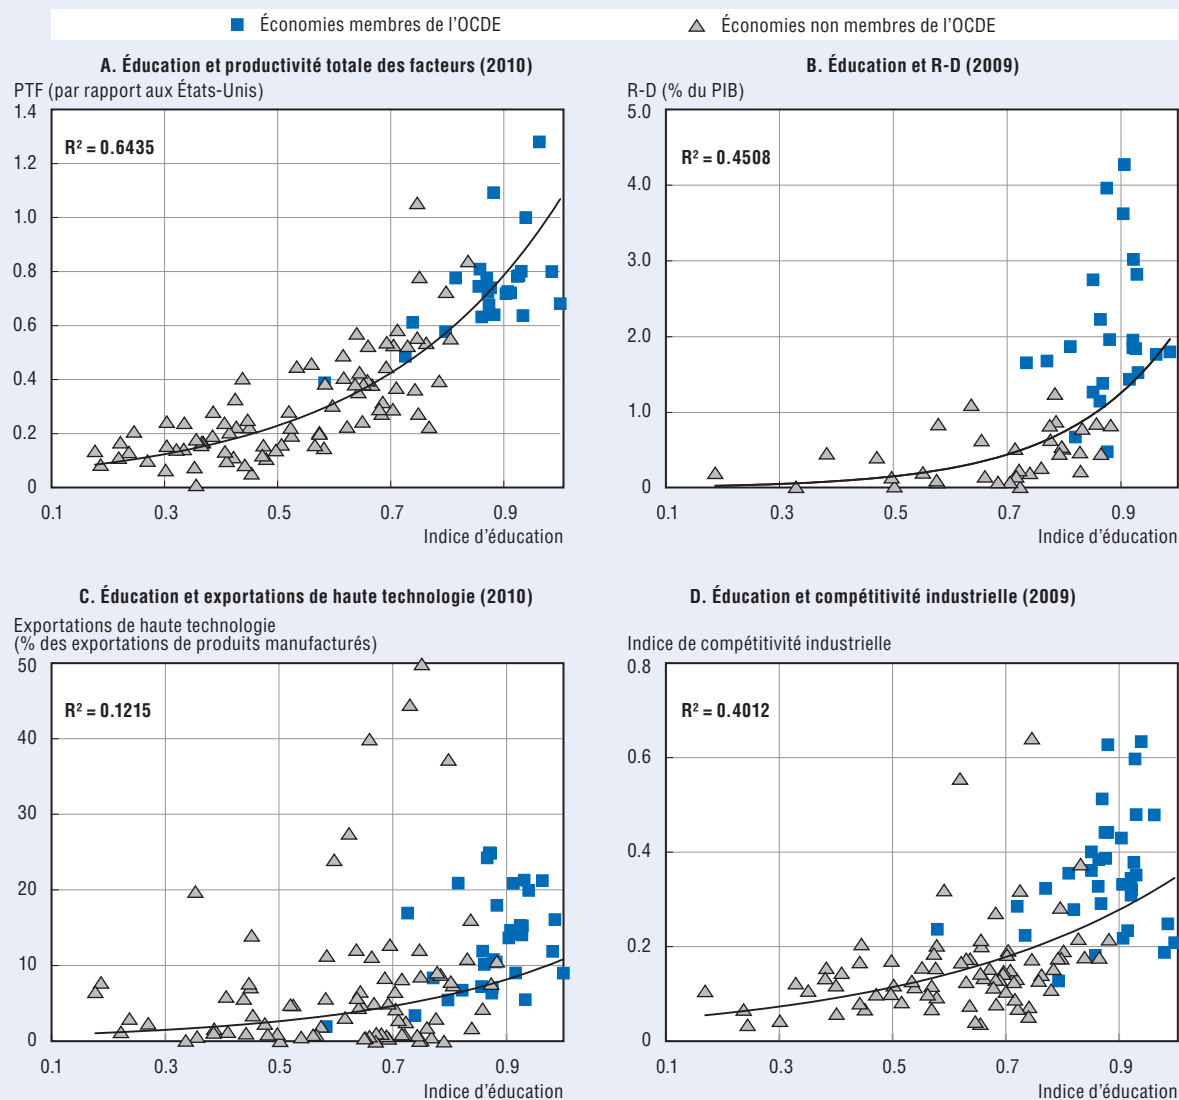 Économies membres de l'OCDE
Économies non membres de l'OCDE
A. Éducation et productivité totale des facteurs (2010)
PTF (par rapport aux États-Unis)
1.4
1.2
1.0
0.8
0.6
0.4
0.2
0
R² = 0.6435
0.1 0.3 0.5 0.7 0.9
Indice d'éducation
B. Éducation et R-D (2009)
R-D (% du PIB)
5.0
4.0
3.0
2.0
1.0
0
R² = 0.4508
0.1 0.3 0.5 0.7 0.9
Indice d'éducation
C. Éducation et exportations de haute technologie (2010)
Exportations de haute technologie
(% des exportations de produits manufacturés)
50
40
30
20
10
0
R² = 0.1215
0.1 0.3 0.5 0.7 0.9
Indice d'éducation
D. Éducation et compétitivité industrielle (2009)
Indice de compétitivité industrielle
0.8
0.6
0.4
0.2
0
R² = 0.4012
0.1 0.3 0.5 0.7 0.9
Indice d'éducation